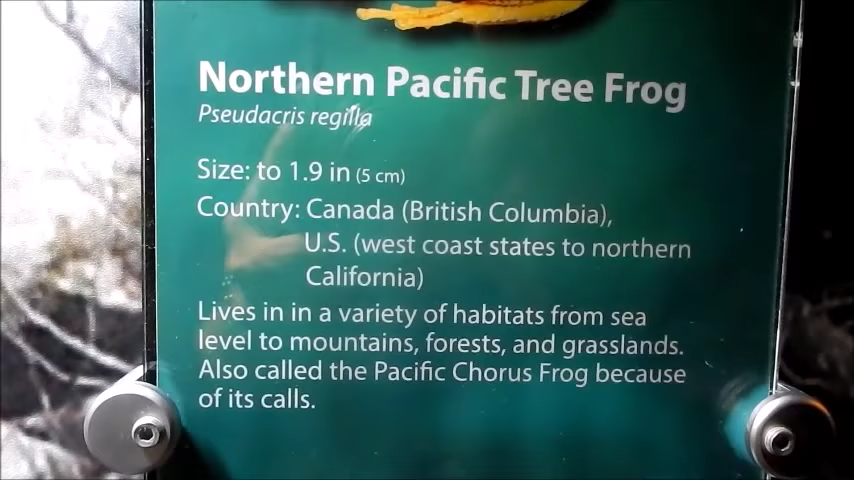 Northern Pacific Tree Frog
Pseudacris regilla
Size: to 1.9 in (5 cm)
Country: Canada (British Columbia),
U.S. (west coast states to northern
California)
Lives in in a variety of habitats from sea
level to mountains, forests, and grasslands.
Also called the Pacific Chorus Frog because
of its calls.